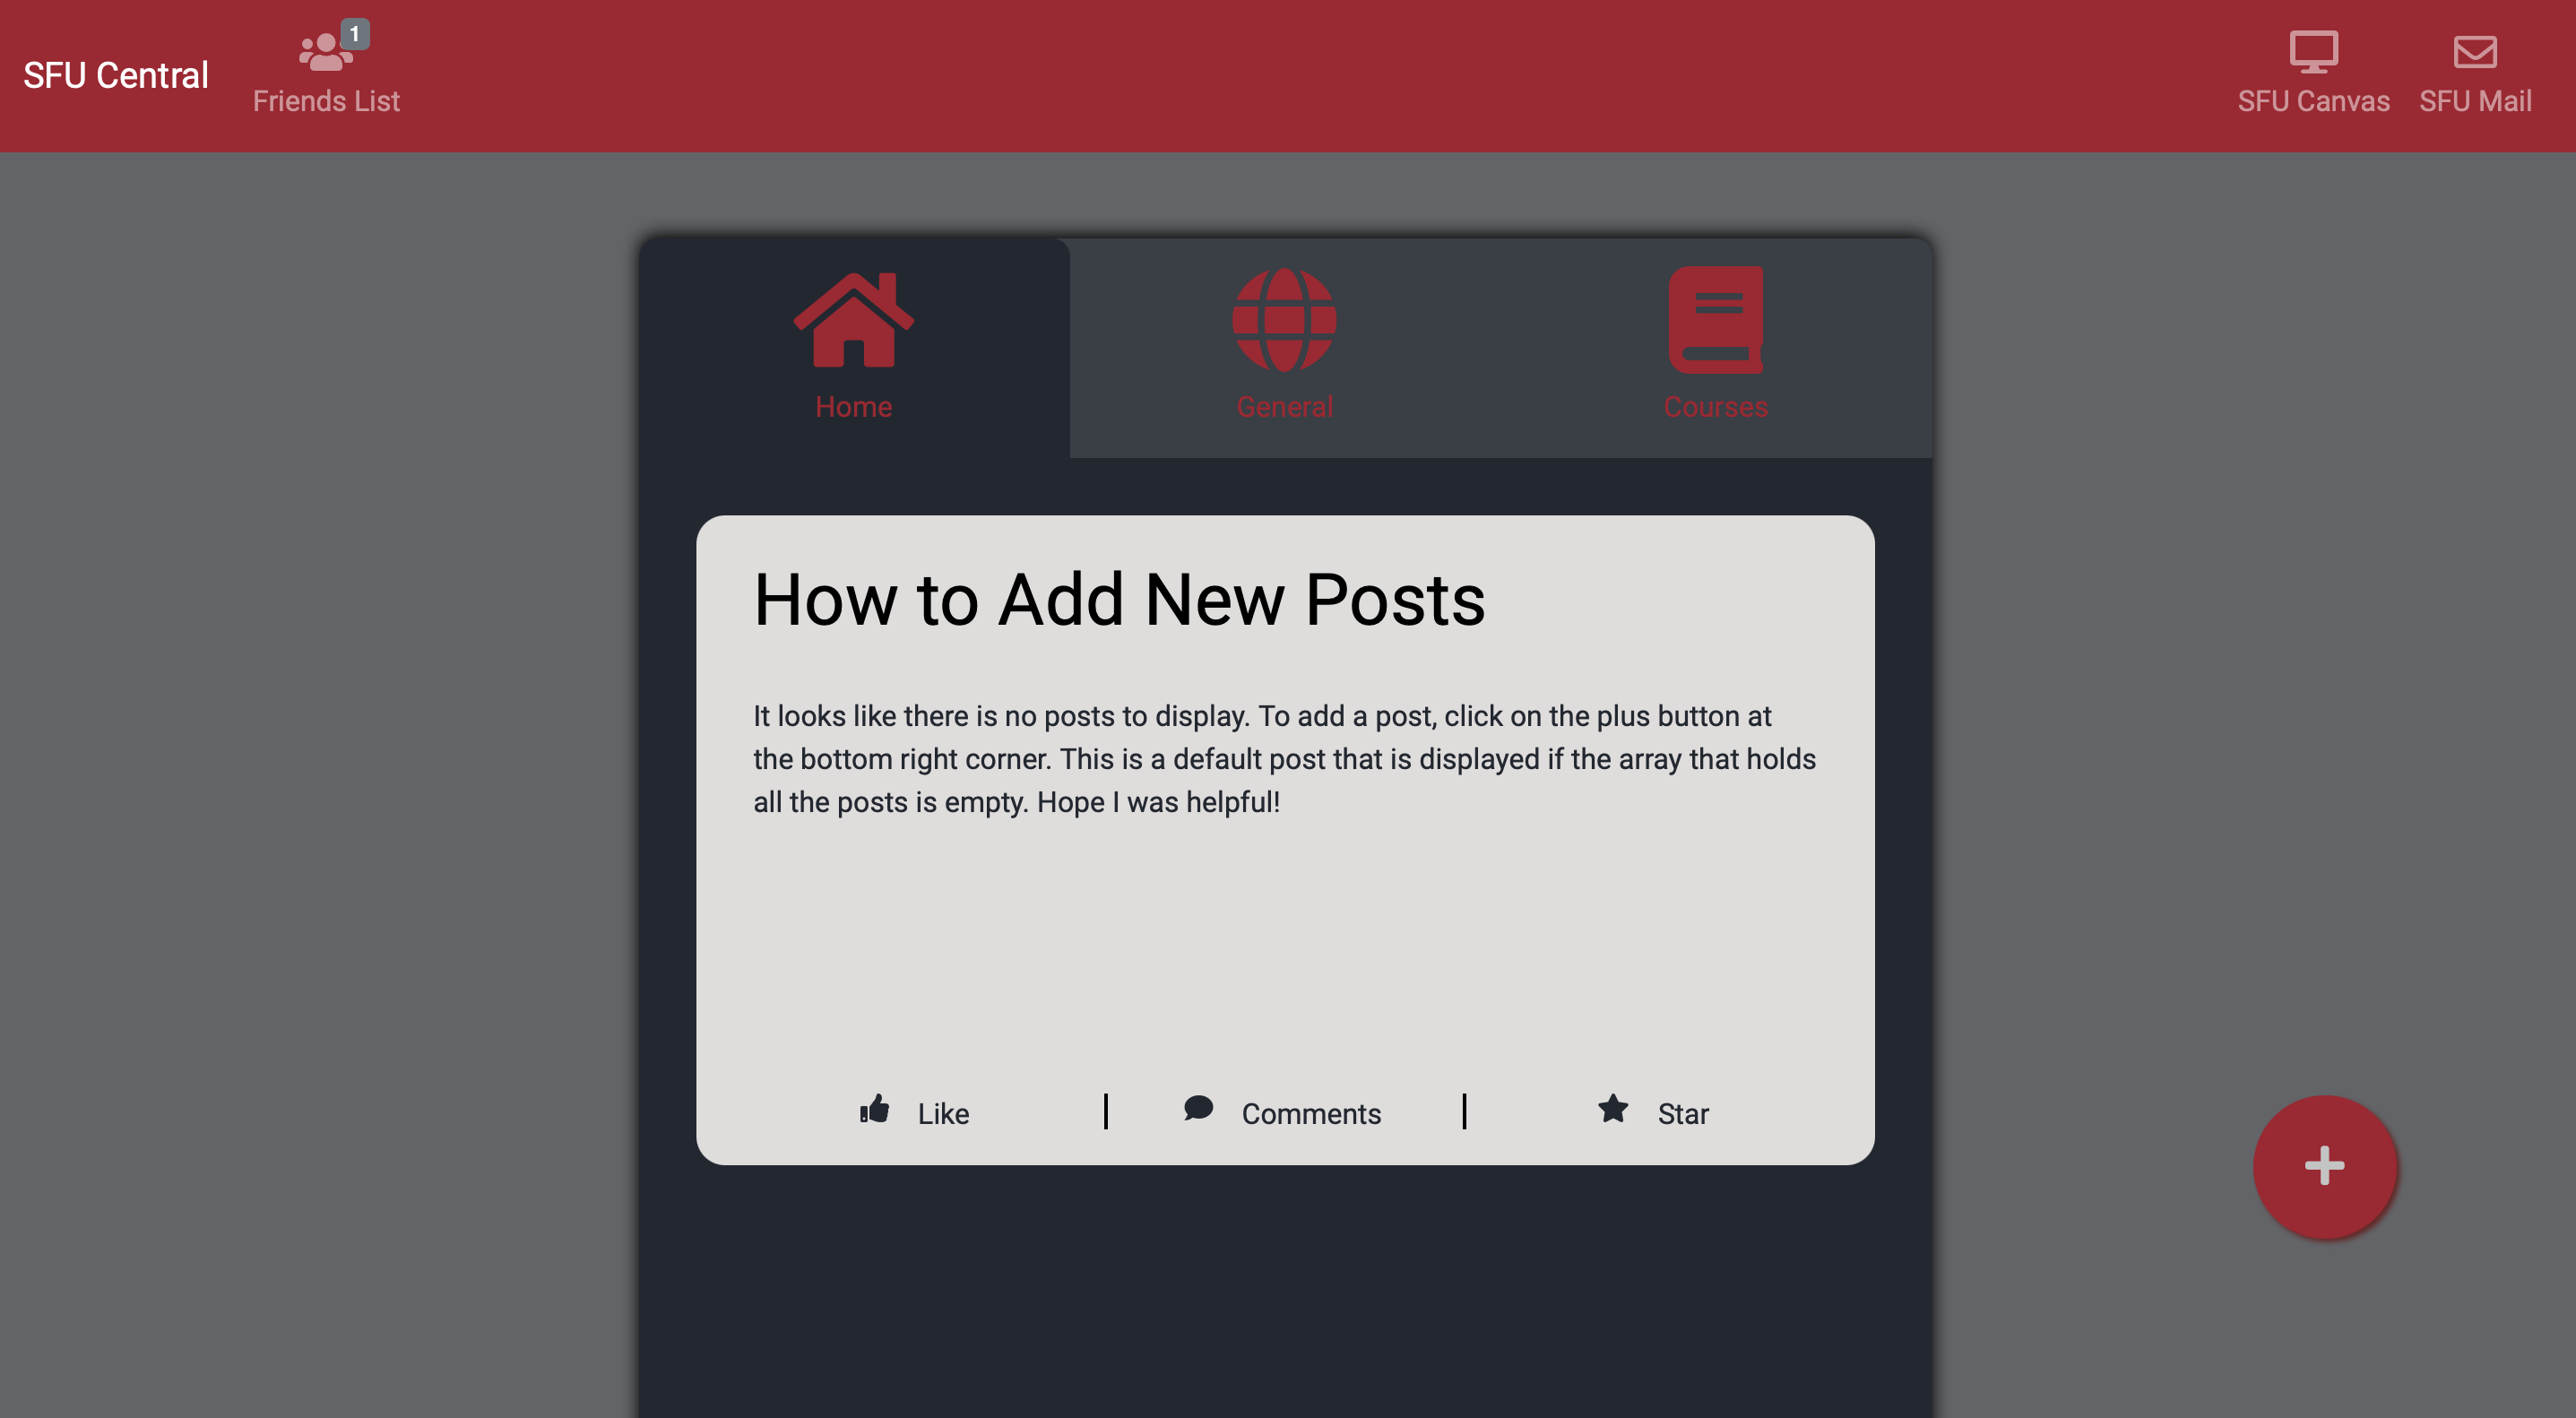 SFU Central
1
Friends List
SFU Canvas
SFU Mail
Home
General
Courses
How to Add New Posts
It looks like there is no posts to display. To add a post, click on the plus button at
the bottom right corner. This is a default post that is displayed if the array that holds
all the posts is empty. Hope I was helpful!
Like
Comments
Star